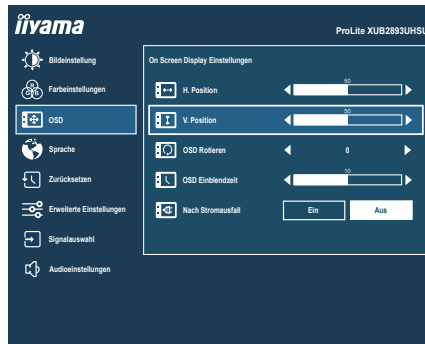 iiyama
ProLite XUB2893UHSU
Bildeinstellung
Farbeinstellungen
OSD
Sprache
Zurücksetzen
Erweiterte Einstellungen
Signalauswahl
Audioeinstellungen
On Screen Display Einstellungen
H. Position
50
V. Position
50
OSD Rotieren
0
OSD Einblendzeit
10
Nach Stromausfall
Ein
Aus